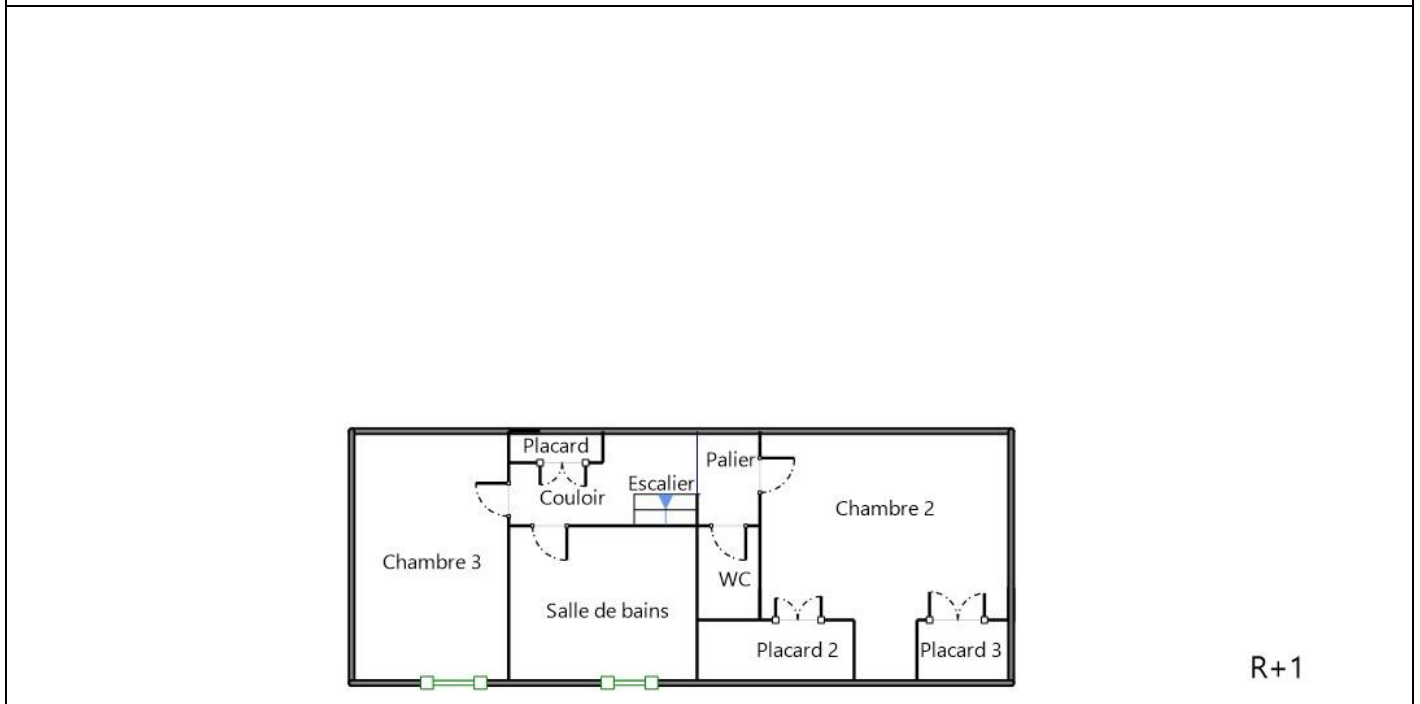 Placard
Palier
Escalier
Couloir
Chambre 2
Chambre 3
WC
Salle de bains
Placard 2
Placard 3
R+1